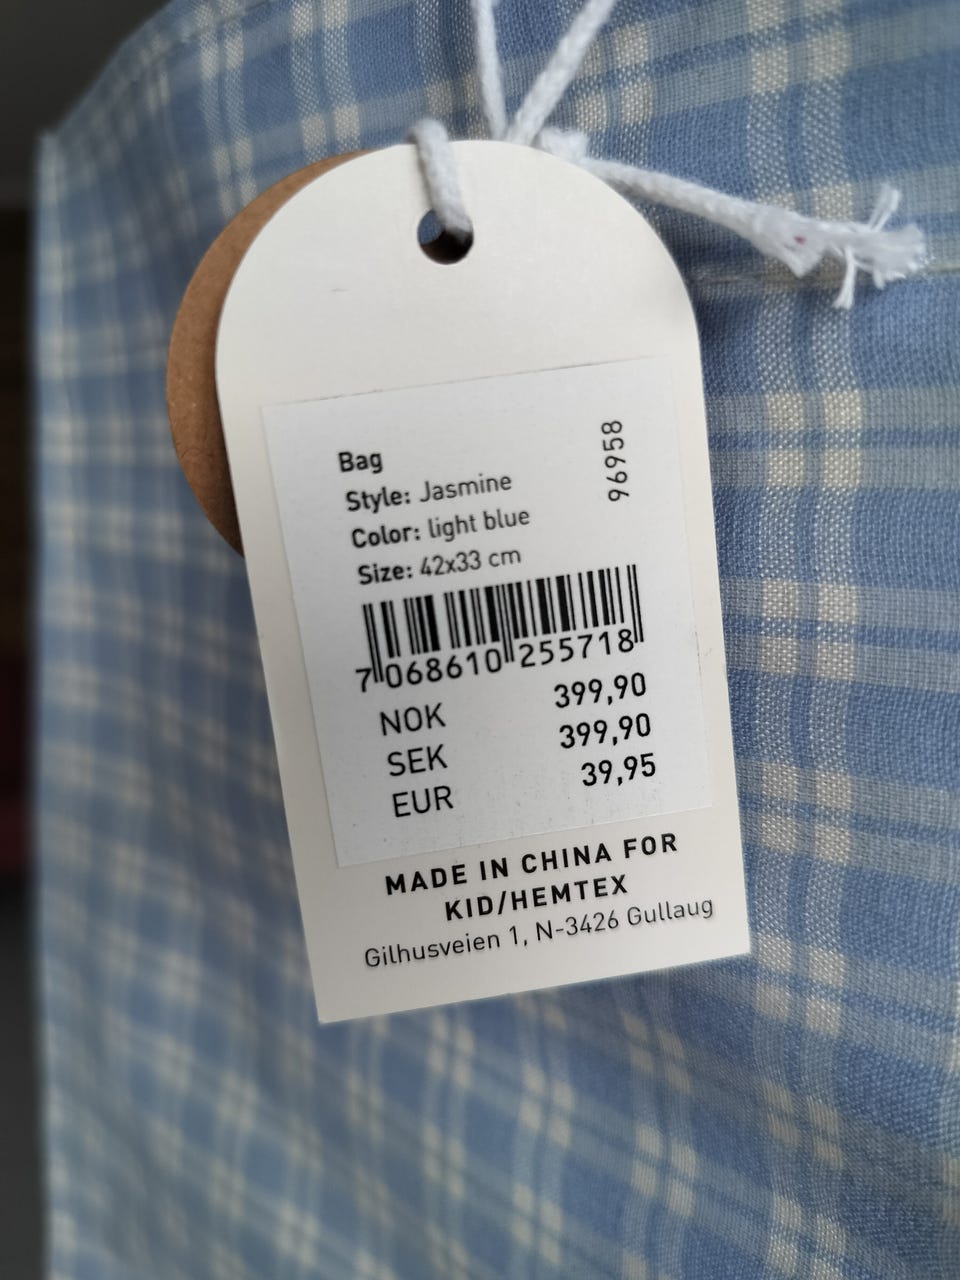 Bag
Style: Jasmine
Color: light blue
Size: 42x33 cm
96958
7 068610 255718
NOK 399,90
SEK 399,90
EUR 39,95
MADE IN CHINA FOR
KID/HEMTEX
Gilhusveien 1, N-3426 Gullaug